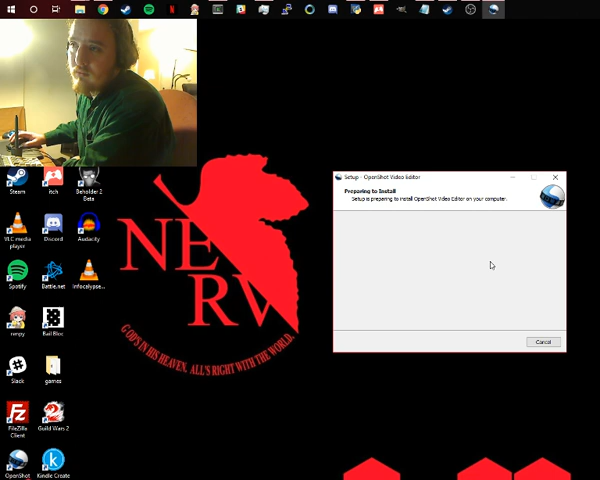 Steam
itch
Beholder 2
Beta
VLC media
player
Discord
Audacity
Spotify
Battle.net
Infocalypse...
renpy
Bail Bloc
Slack
games
FileZilla
Client
Guild Wars 2
OpenShot
Kindle Create
NERV
GOD'S IN HIS HEAVEN. ALL'S RIGHT WITH THE WORLD.
Setup - OpenShot Video Editor
Preparing to Install
Setup is preparing to install OpenShot Video Editor on your computer.
Cancel